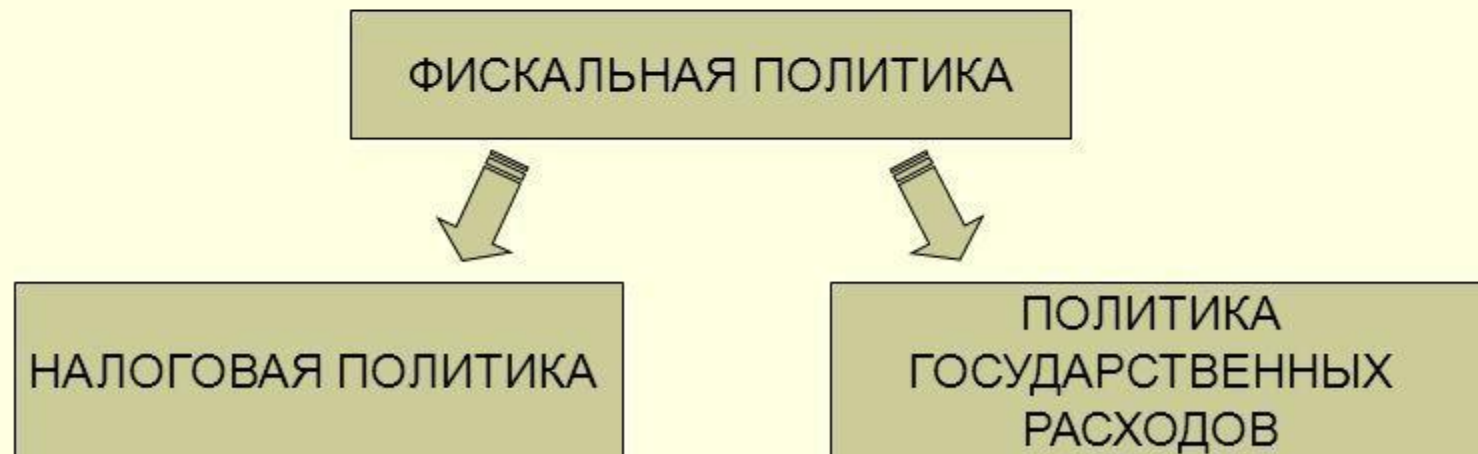 ФИСКАЛЬНАЯ ПОЛИТИКА
НАЛОГОВАЯ ПОЛИТИКА
ПОЛИТИКА
ГОСУДАРСТВЕННЫХ
РАСХОДОВ